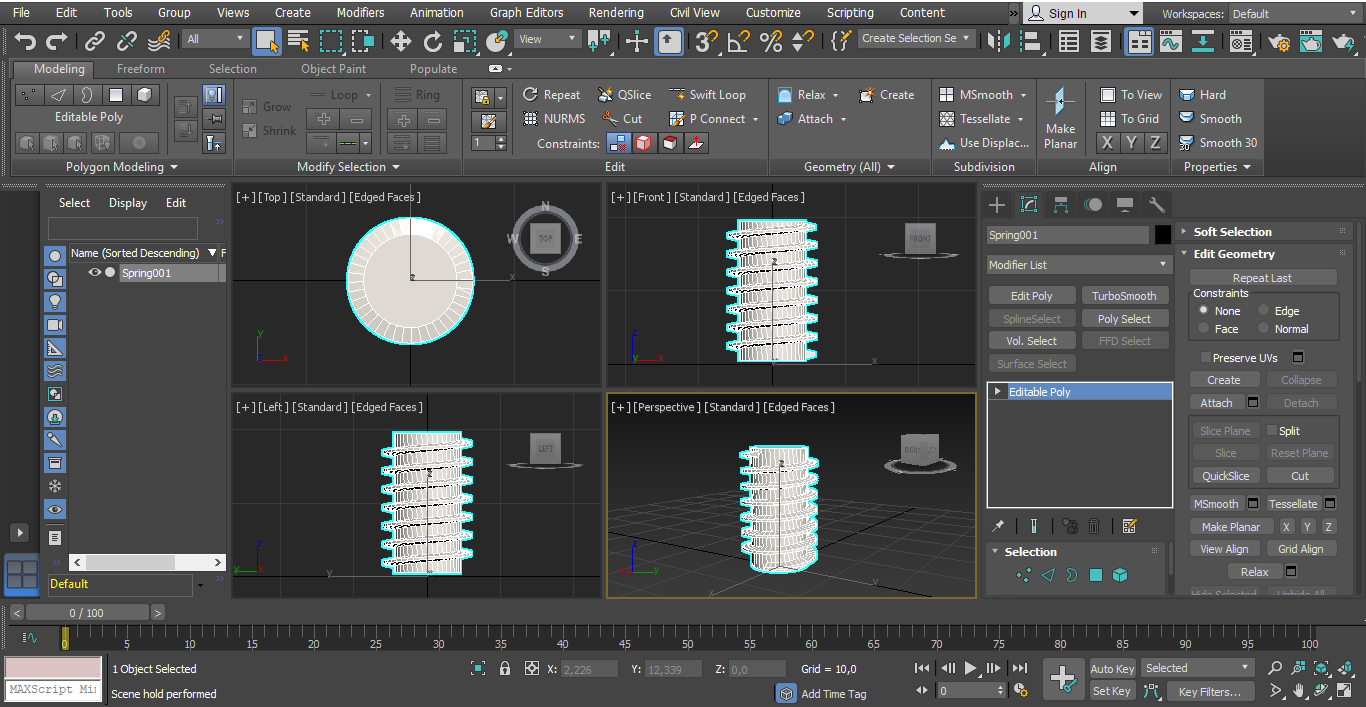 File Edit Tools Group Views Create Modifiers Animation Graph Editors Rendering Civil View Customize Scripting Content » Sign In Workspaces: Default
All View 3 Create Selection Se
Modeling Freeform Selection Object Paint Populate
Grow Loop Ring Repeat QSlice Swift Loop Relax Create MSmooth To View Hard
Editable Poly Shrink NURMS Cut P Connect Attach Tessellate Make Planar To Grid Smooth
1 Constraints: Use Displac... X Y Z Smooth 30
Polygon Modeling Modify Selection Edit Geometry (All) Subdivision Align Properties
Select Display Edit
Name (Sorted Descending) F
Spring001
Default
[+] [Top] [Standard] [Edged Faces]
N
W TOP E
S
z
x
y
x
[+] [Front] [Standard] [Edged Faces]
FRONT
z
x
z
y x
[+] [Left] [Standard] [Edged Faces]
LEFT
z
y
z
y
[+] [Perspective] [Standard] [Edged Faces]
RIGHT
z
y
x
z
y
Spring001
Modifier List
Edit Poly TurboSmooth
SplineSelect Poly Select
Vol. Select FFD Select
Surface Select
Editable Poly
Selection
Soft Selection
Edit Geometry
Repeat Last
Constraints
None Edge
Face Normal
Preserve UVs
Create Collapse
Attach Detach
Slice Plane Split
Slice Reset Plane
QuickSlice Cut
MSmooth Tessellate
Make Planar X Y Z
View Align Grid Align
Relax
Hide Selected Unhide All
< 0 / 100 >
0 5 10 15 20 25 30 35 40 45 50 55 60 65 70 75 80 85 90 95 100
1 Object Selected X: 2,226 Y: 12,339 Z: 0,0 Grid = 10,0 Auto Key Selected
MAXScript Mi Scene hold performed Add Time Tag 0 Set Key Key Filters...